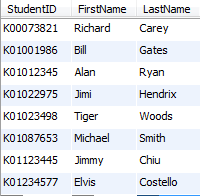 StudentID FirstName LastName
K00073821 Richard Carey
K01001986 Bill Gates
K01012345 Alan Ryan
K01022975 Jimi Hendrix
K01023498 Tiger Woods
K01087653 Michael Smith
K01123445 Jimmy Chiu
K01234577 Elvis Costello